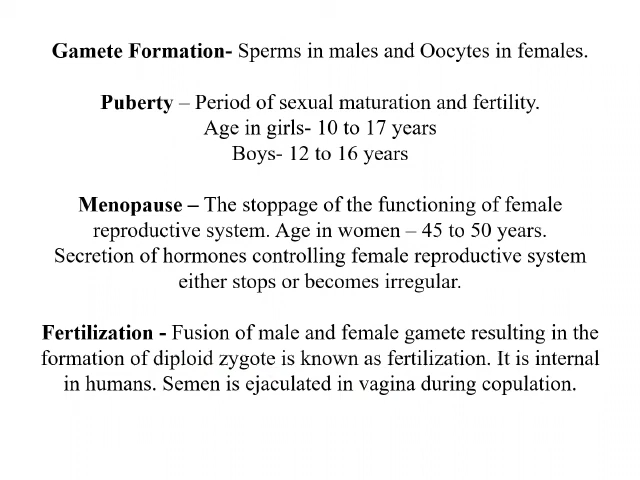 Gamete Formation- Sperms in males and Oocytes in females.
Puberty – Period of sexual maturation and fertility.
Age in girls- 10 to 17 years
Boys- 12 to 16 years
Menopause – The stoppage of the functioning of female
reproductive system. Age in women – 45 to 50 years.
Secretion of hormones controlling female reproductive system
either stops or becomes irregular.
Fertilization - Fusion of male and female gamete resulting in the
formation of diploid zygote is known as fertilization. It is internal
in humans. Semen is ejaculated in vagina during copulation.